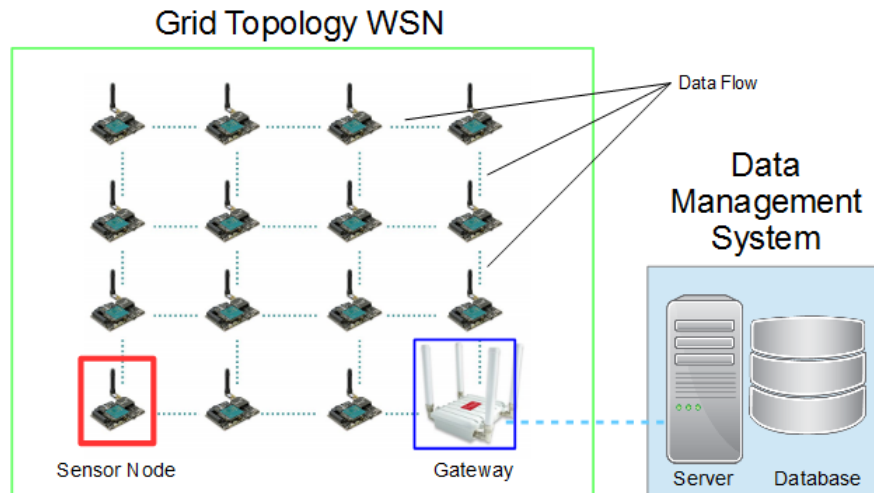 Grid Topology WSN
Data Flow
Data
Management
System
Sensor Node
Gateway
Server
Database